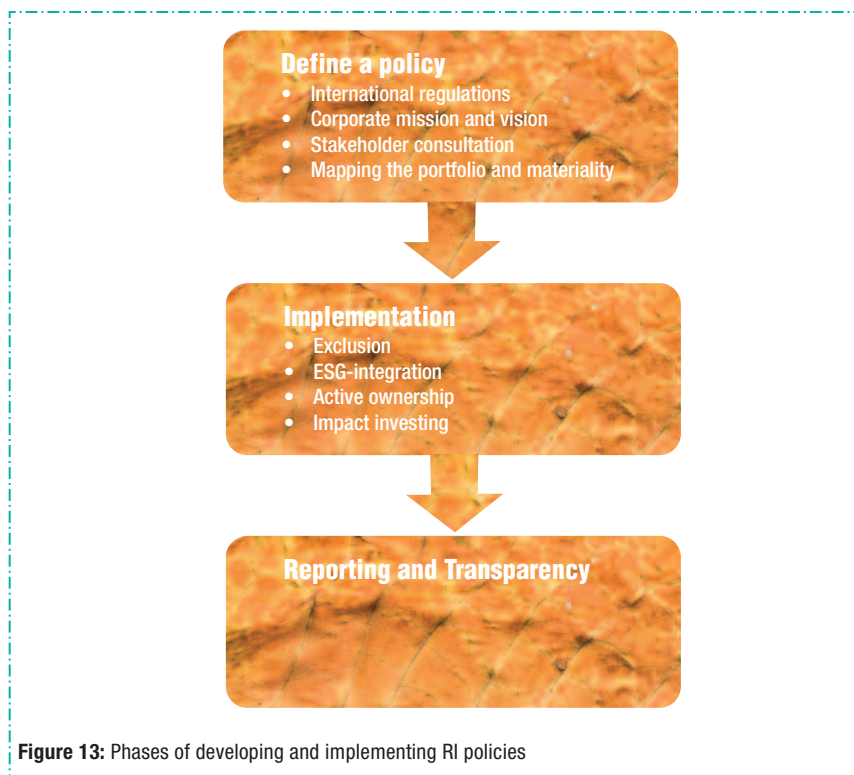 Define a policy
• International regulations
• Corporate mission and vision
• Stakeholder consultation
• Mapping the portfolio and materiality
Implementation
• Exclusion
• ESG-integration
• Active ownership
• Impact investing
Reporting and Transparency
Figure 13: Phases of developing and implementing RI policies